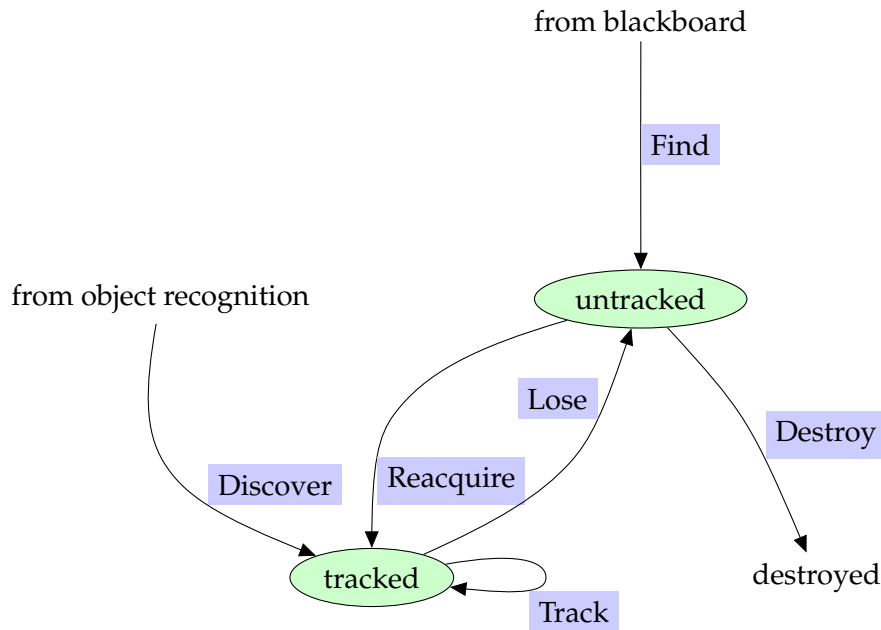 from blackboard
Find
from object recognition
untracked
Lose
Destroy
Discover
Reacquire
tracked
destroyed
Track